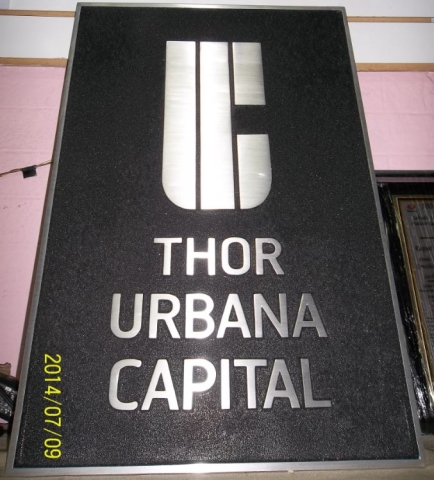 THOR
URBANA
CAPITAL
2014/07/09